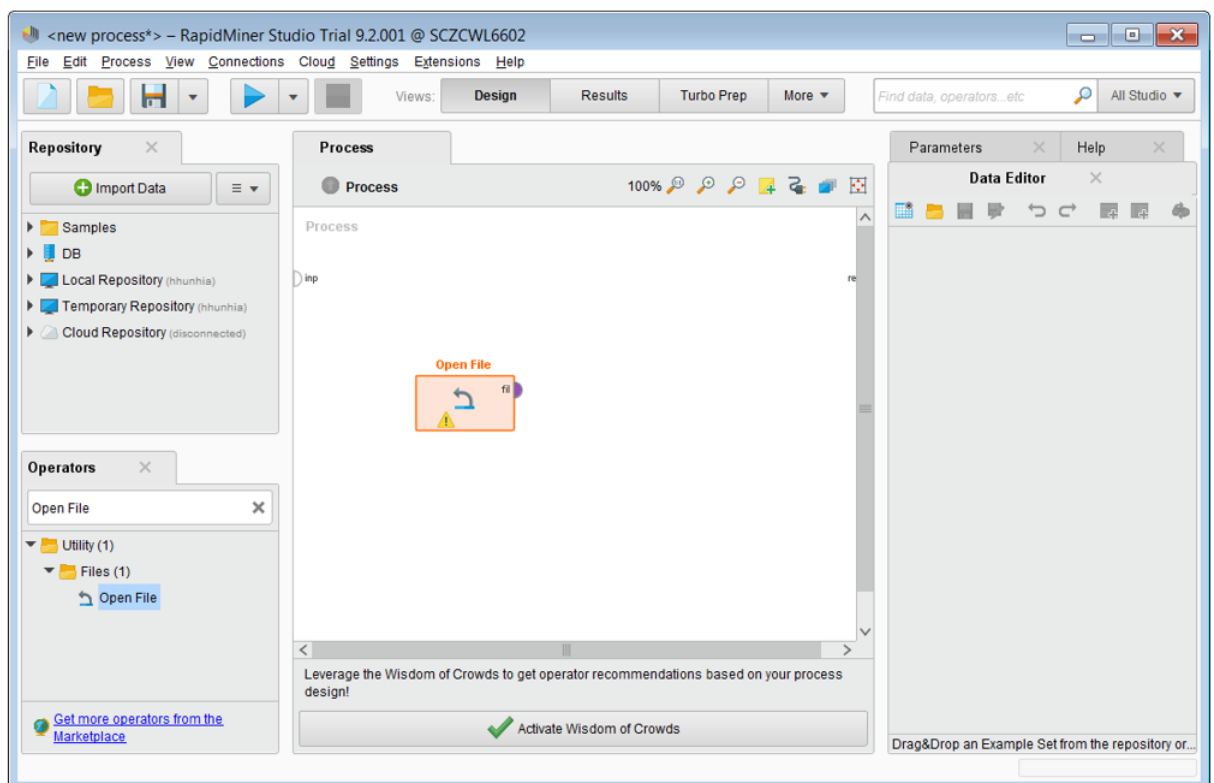 <new process*> – RapidMiner Studio Trial 9.2.001 @ SCZCWL6602
File Edit Process View Connections Cloud Settings Extensions Help
Views: Design Results Turbo Prep More Find data, operators...etc All Studio
Repository
Import Data
Samples
DB
Local Repository (hhunhia)
Temporary Repository (hhunhia)
Cloud Repository (disconnected)
Operators
Open File
Utility (1)
Files (1)
Open File
Get more operators from the
Marketplace
Process
Process
100%
Process
inp
re
Open File
fil
Leverage the Wisdom of Crowds to get operator recommendations based on your process
design!
Activate Wisdom of Crowds
Parameters Help
Data Editor
Drag&Drop an Example Set from the repository or...